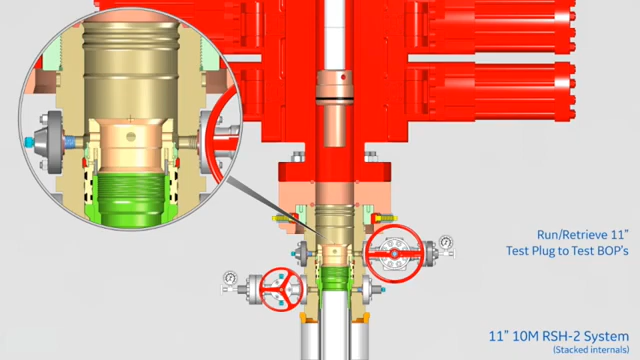 Run/Retrieve 11”
Test Plug to Test BOP’s
11” 10M RSH-2 System
(Stacked internals)